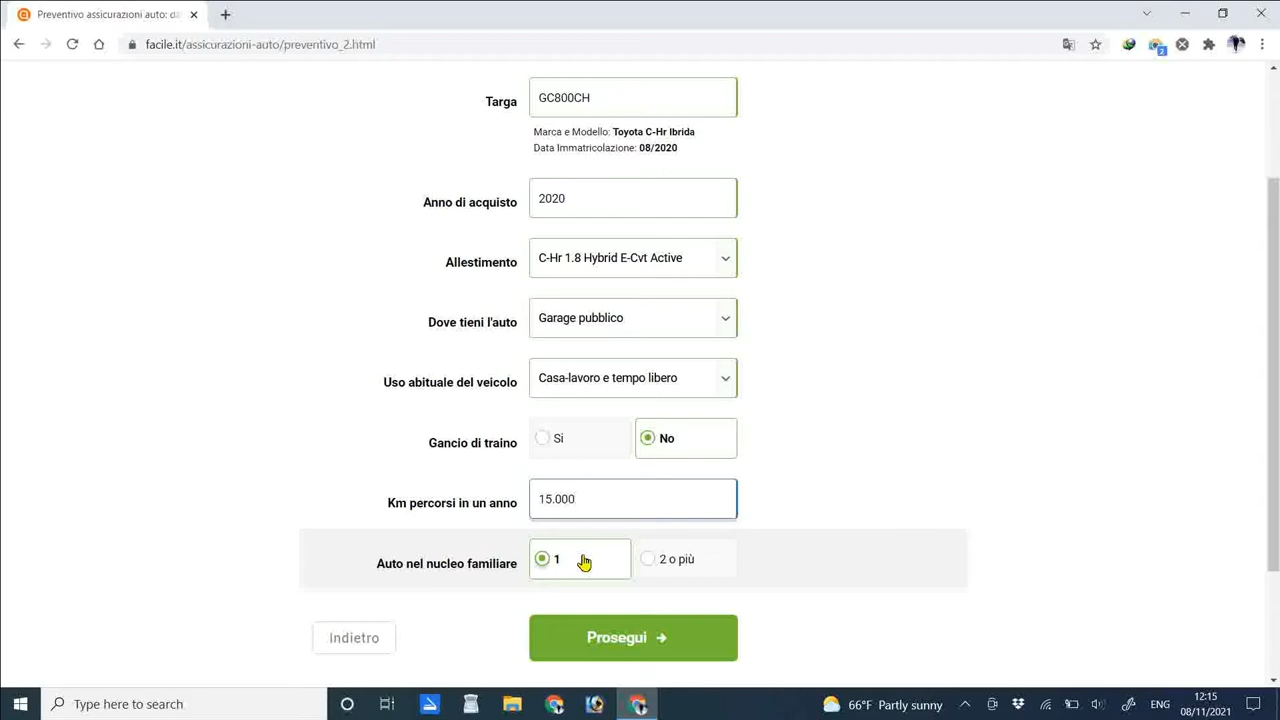 Preventivo assicurazioni auto: da
facile.it/assicurazioni-auto/preventivo_2.html
2
Targa
GC800CH
Marca e Modello: Toyota C-Hr Ibrida
Data Immatricolazione: 08/2020
Anno di acquisto
2020
Allestimento
C-Hr 1.8 Hybrid E-Cvt Active
Dove tieni l'auto
Garage pubblico
Uso abituale del veicolo
Casa-lavoro e tempo libero
Gancio di traino
Si
No
Km percorsi in un anno
15.000
Auto nel nucleo familiare
1
2 o più
Indietro
Prosegui →
Type here to search
66°F Partly sunny
ENG
12:15
08/11/2021